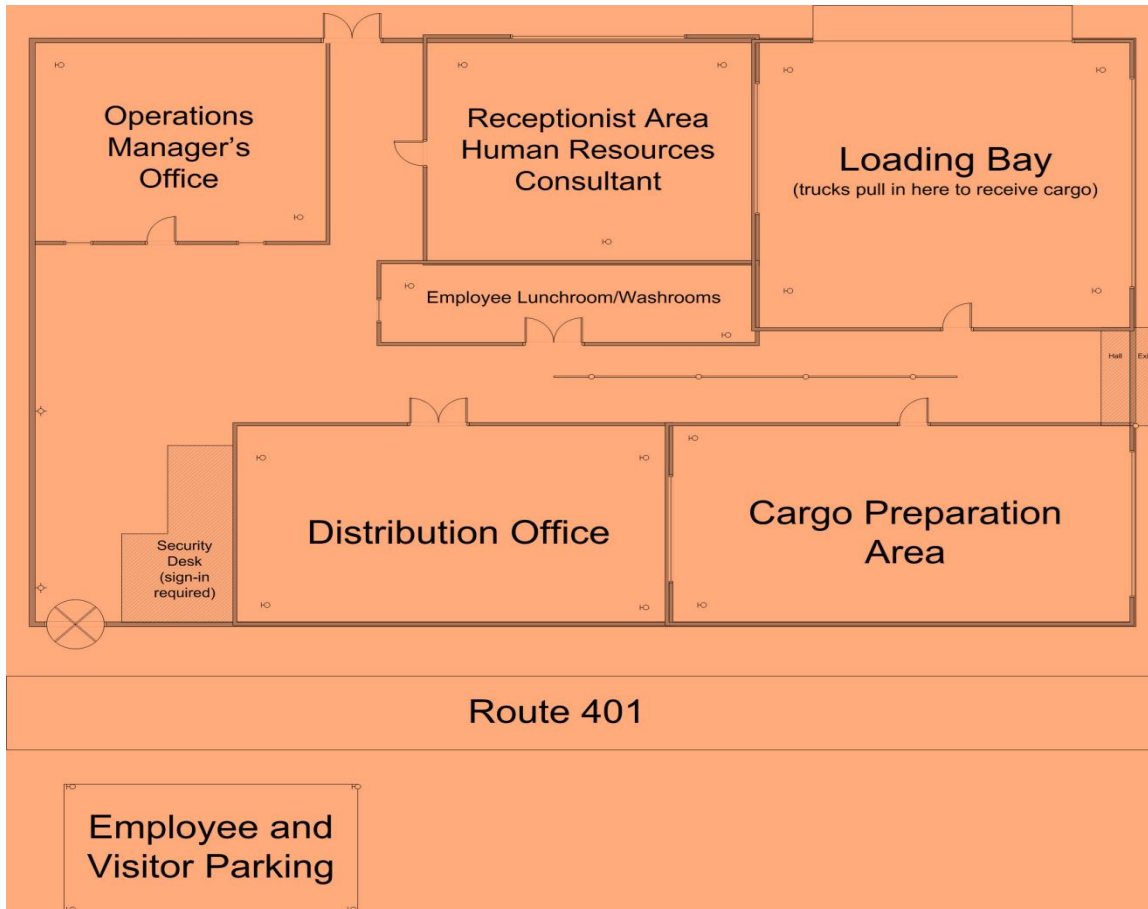 Operations
Manager's
Office
Receptionist Area
Human Resources
Consultant
Loading Bay
(trucks pull in here to receive cargo)
Employee Lunchroom/Washrooms
Hall
Exi
Security
Desk
(sign-in
required)
Distribution Office
Cargo Preparation
Area
Route 401
Employee and
Visitor Parking